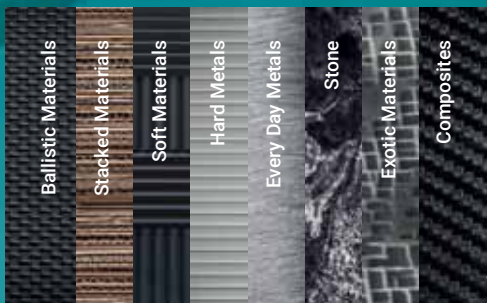 Ballistic Materials
Stacked Materials
Soft Materials
Hard Metals
Every Day Metals
Stone
Exotic Materials
Composites